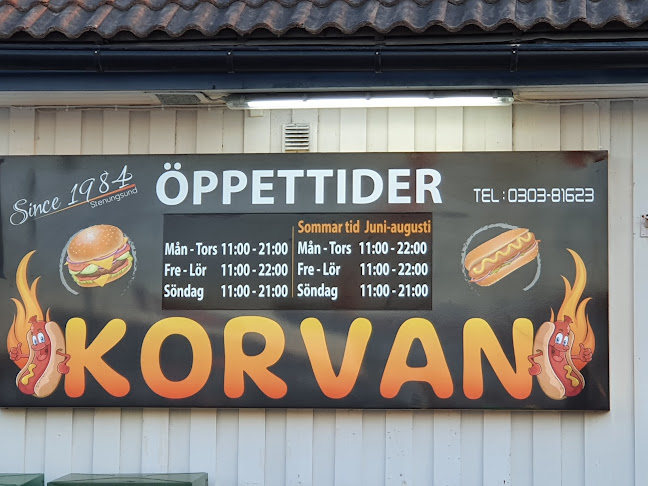 Since 1984
Stenungsund
ÖPPETTIDER
TEL : 0303-81623
Mån - Tors 11:00 - 21:00
Fre - Lör 11:00 - 22:00
Söndag 11:00 - 21:00
Sommar tid Juni-augusti
Mån - Tors 11:00 - 22:00
Fre - Lör 11:00 - 22:00
Söndag 11:00 - 21:00
KORVAN